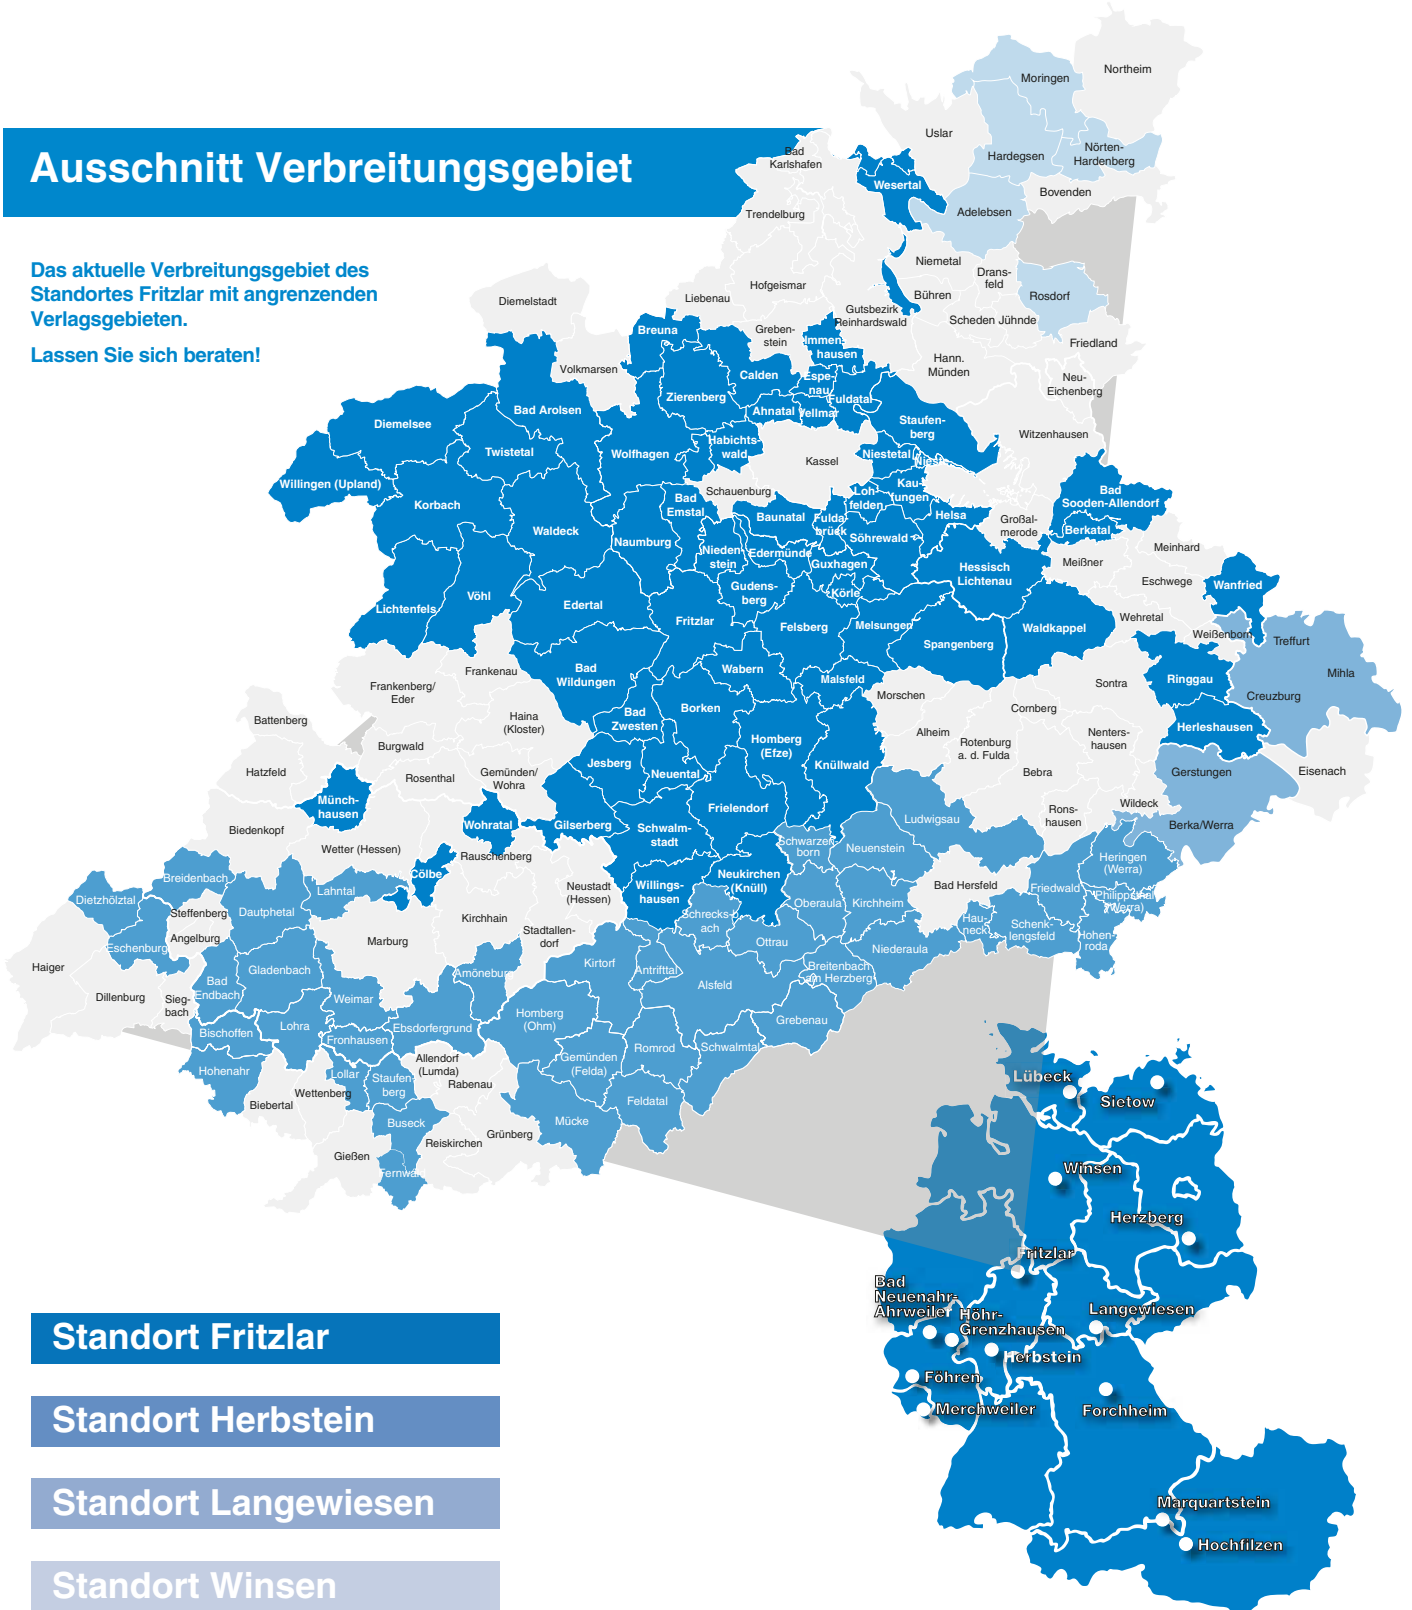 Ausschnitt Verbreitungsgebiet
Das aktuelle Verbreitungsgebiet des
Standortes Fritzlar mit angrenzenden
Verlagsgebieten.
Lassen Sie sich beraten!
Northeim
Moringen
Uslar
Hardegsen
Nörten-
Hardenberg
Bovenden
Adelebsen
Bad
Karlshafen
Wesertal
Trendelburg
Niemetal
Drans-
feld
Bühren
Rosdorf
Scheden
Jühnde
Friedland
Hofgeismar
Liebenau
Gutsbezirk
Reinhardswald
Diemelstadt
Breuna
Greben-
stein
Immen-
hausen
Hann.
Münden
Neu-
Eichenberg
Volkmarsen
Calden
Espe-
nau
Zierenberg
Fuldatal
Bad Arolsen
Ahnatal
Vellmar
Staufen-
berg
Diemelsee
Witzenhausen
Twistetal
Wolfhagen
Habichts-
wald
Kassel
Niestetal
Willingen (Upland)
Schauenburg
Kau-
fungen
Loh-
felden
Bad
Sooden-Allendorf
Korbach
Bad
Emstal
Baunatal
Fulda-
brück
Helsa
Großal-
merode
Berkatal
Waldeck
Naumburg
Söhrewald
Nieden-
stein
Edermünde
Guxhagen
Meinhard
Meißner
Hessisch
Lichtenau
Eschwege
Wanfried
Lichtenfels
Vöhl
Edertal
Gudens-
berg
Körle
Fritzlar
Felsberg
Melsungen
Waldkappel
Wehretal
Weißenborn
Spangenberg
Treffurt
Mihla
Frankenau
Bad
Wildungen
Wabern
Malsfeld
Ringgau
Creuzburg
Frankenberg/
Eder
Morschen
Sontra
Battenberg
Haina
(Kloster)
Bad
Zwesten
Borken
Cornberg
Herleshausen
Burgwald
Homberg
(Efze)
Alheim
Rotenburg
a. d. Fulda
Nenters-
hausen
Hatzfeld
Rosenthal
Gemünden/
Wohra
Jesberg
Neuental
Knüllwald
Bebra
Gerstungen
Eisenach
Münch-
hausen
Frielendorf
Rons-
hausen
Wildeck
Biedenkopf
Wohratal
Gilserberg
Schwalm-
stadt
Ludwigsau
Berka/Werra
Wetter (Hessen)
Rauschenberg
Schwarzen-
born
Neuenstein
Heringen
(Werra)
Breidenbach
Lahntal
Cölbe
Neustadt
(Hessen)
Willings-
hausen
Neukirchen
(Knüll)
Bad Hersfeld
Friedwald
Philippsthal
(Werra)
Dietzhölztal
Steffenberg
Dautphetal
Kirchhain
Schrecks-
bach
Oberaula
Kirchheim
Hau-
neck
Schenk-
lengsfeld
Hohen-
roda
Angelburg
Eschenburg
Marburg
Stadtallen-
dorf
Ottrau
Niederaula
Haiger
Dillenburg
Sieg-
bach
Bad
Endbach
Gladenbach
Weimar
Amöneburg
Kirtorf
Antrifttal
Alsfeld
Breitenbach
am Herzberg
Bischoffen
Lohra
Fronhausen
Ebsdorfergrund
Homberg
(Ohm)
Grebenau
Hohenahr
Lollar
Staufen-
berg
Allendorf
(Lumda)
Rabenau
Gemünden
(Felda)
Romrod
Schwalmtal
Wettenberg
Biebertal
Buseck
Reiskirchen
Grünberg
Mücke
Feldatal
Gießen
Fernwald
Lübeck
Sietow
Winsen
Herzberg
Fritzlar
Bad
Neuenahr-
Ahrweiler
Höhr-
Grenzhausen
Langewiesen
Herbstein
Föhren
Merchweiler
Forchheim
Marquartstein
Hochfilzen
Standort Fritzlar
Standort Herbstein
Standort Langewiesen
Standort Winsen